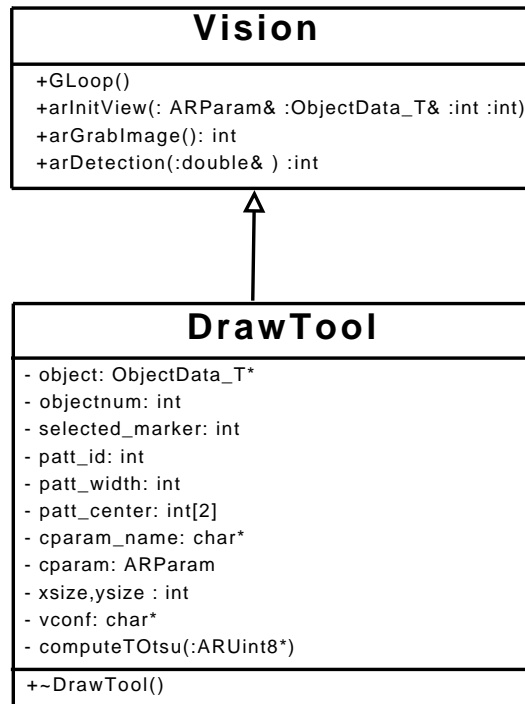 Vision
+GLoop()
+arInitView(: ARParam& :ObjectData_T& :int :int)
+arGrabImage(): int
+arDetection(:double& ) :int
DrawTool
- object: ObjectData_T*
- objectnum: int
- selected_marker: int
- patt_id: int
- patt_width: int
- patt_center: int[2]
- cparam_name: char*
- cparam: ARParam
- xsize,ysize : int
- vconf: char*
- computeTOtsu(:ARUint8*)
+~DrawTool()